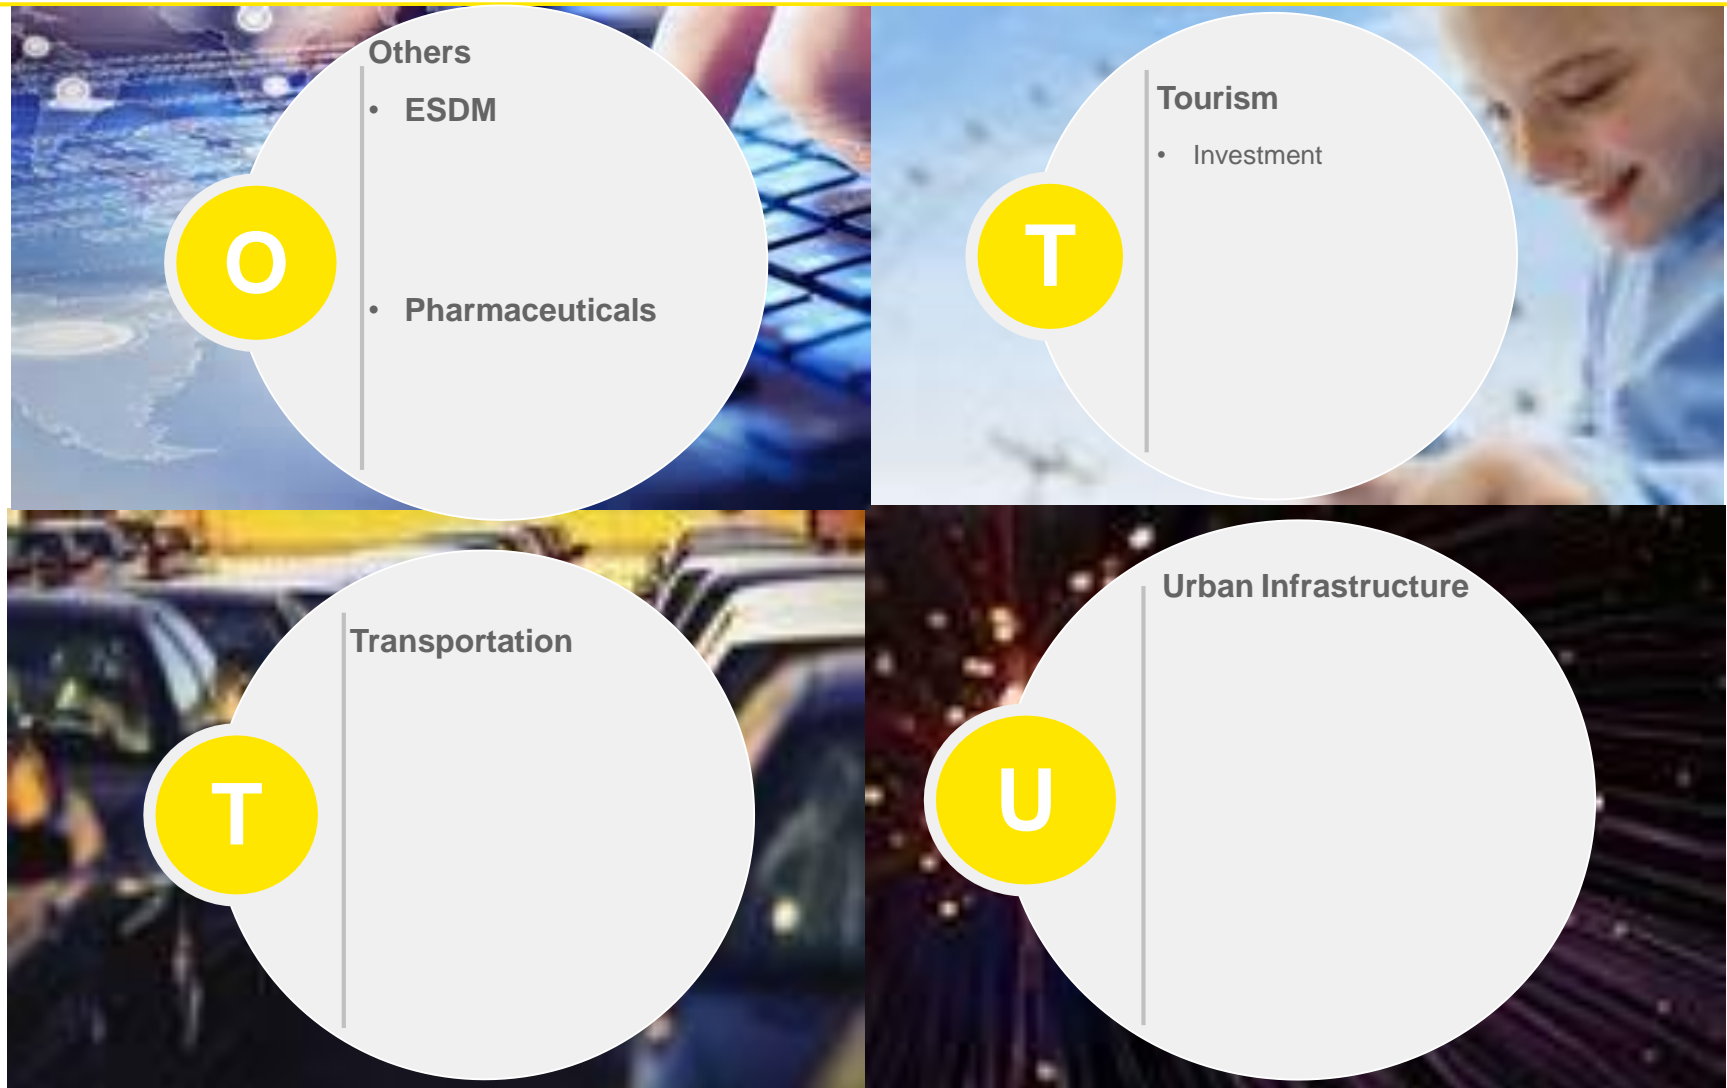 Others
• ESDM
• Pharmaceuticals
O
Tourism
• Investment
T
Transportation
T
Urban Infrastructure
U